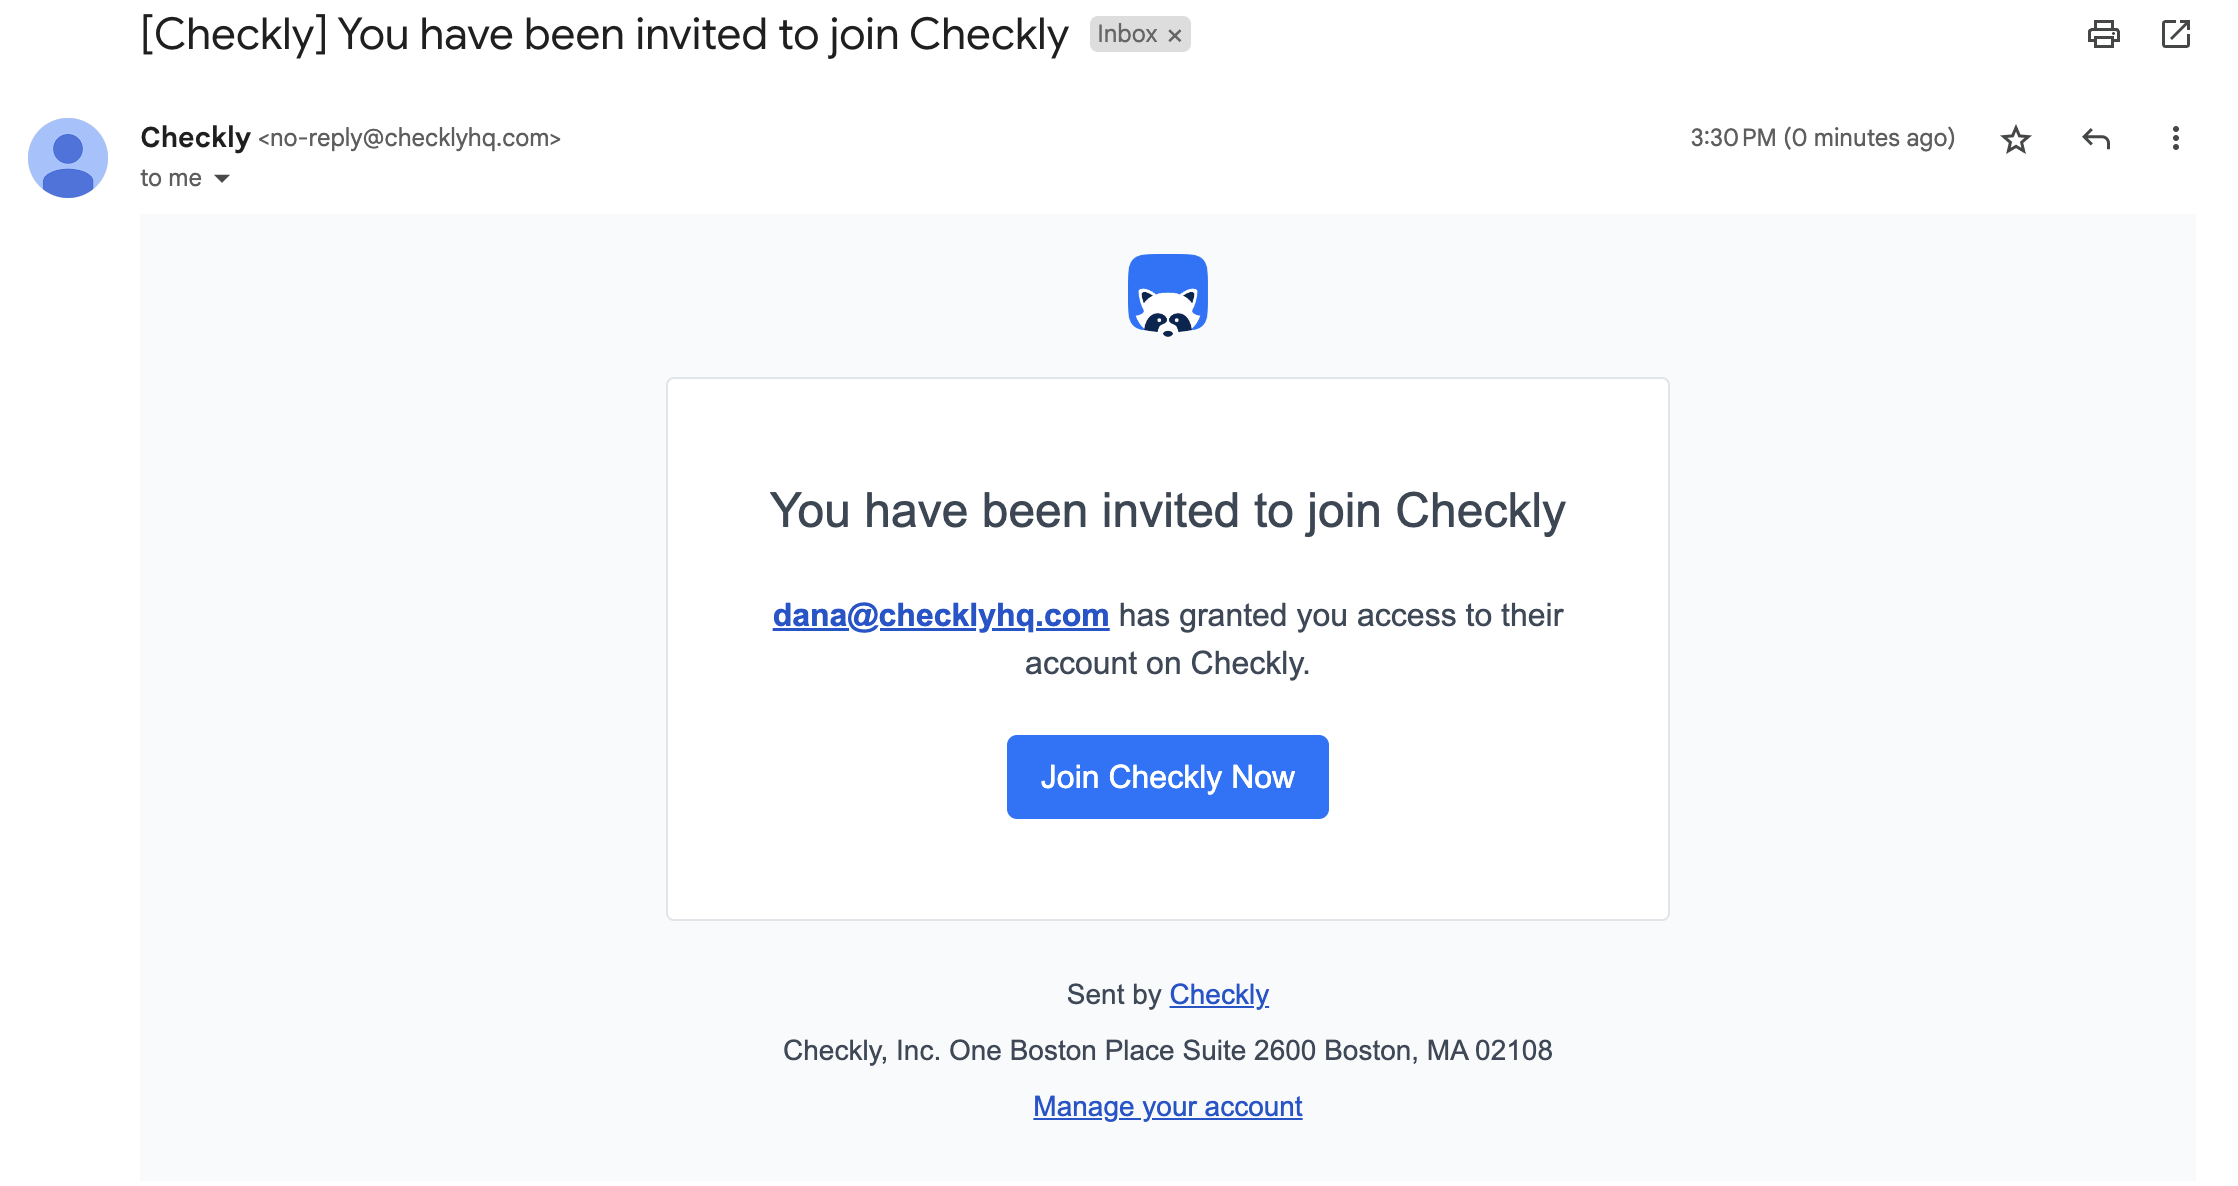 [Checkly] You have been invited to join Checkly Inbox ×
Checkly <no-reply@checklyhq.com> 3:30 PM (0 minutes ago)
to me
You have been invited to join Checkly
dana@checklyhq.com has granted you access to their
account on Checkly.
Join Checkly Now
Sent by Checkly
Checkly, Inc. One Boston Place Suite 2600 Boston, MA 02108
Manage your account